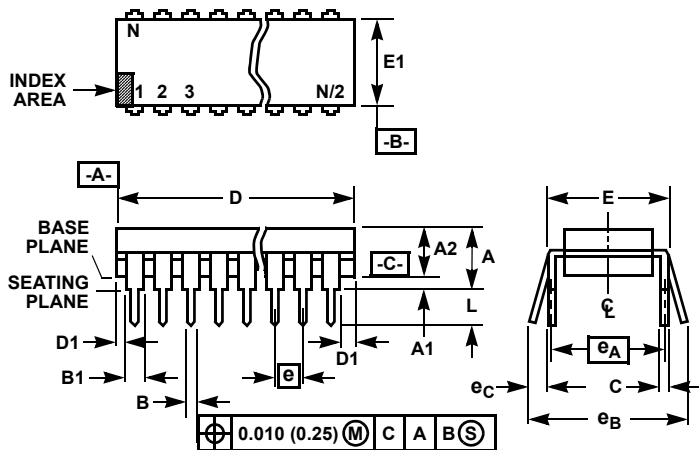 N
INDEX
AREA
1 2 3 N/2
E1
-B-
-A-
D
E
BASE
PLANE
A2
A
-C-
SEATING
PLANE
L
℄
D1
A1
D1
eA
B1
e
eC
C
B
eB
⌖ 0.010 (0.25) Ⓜ C A B Ⓢ